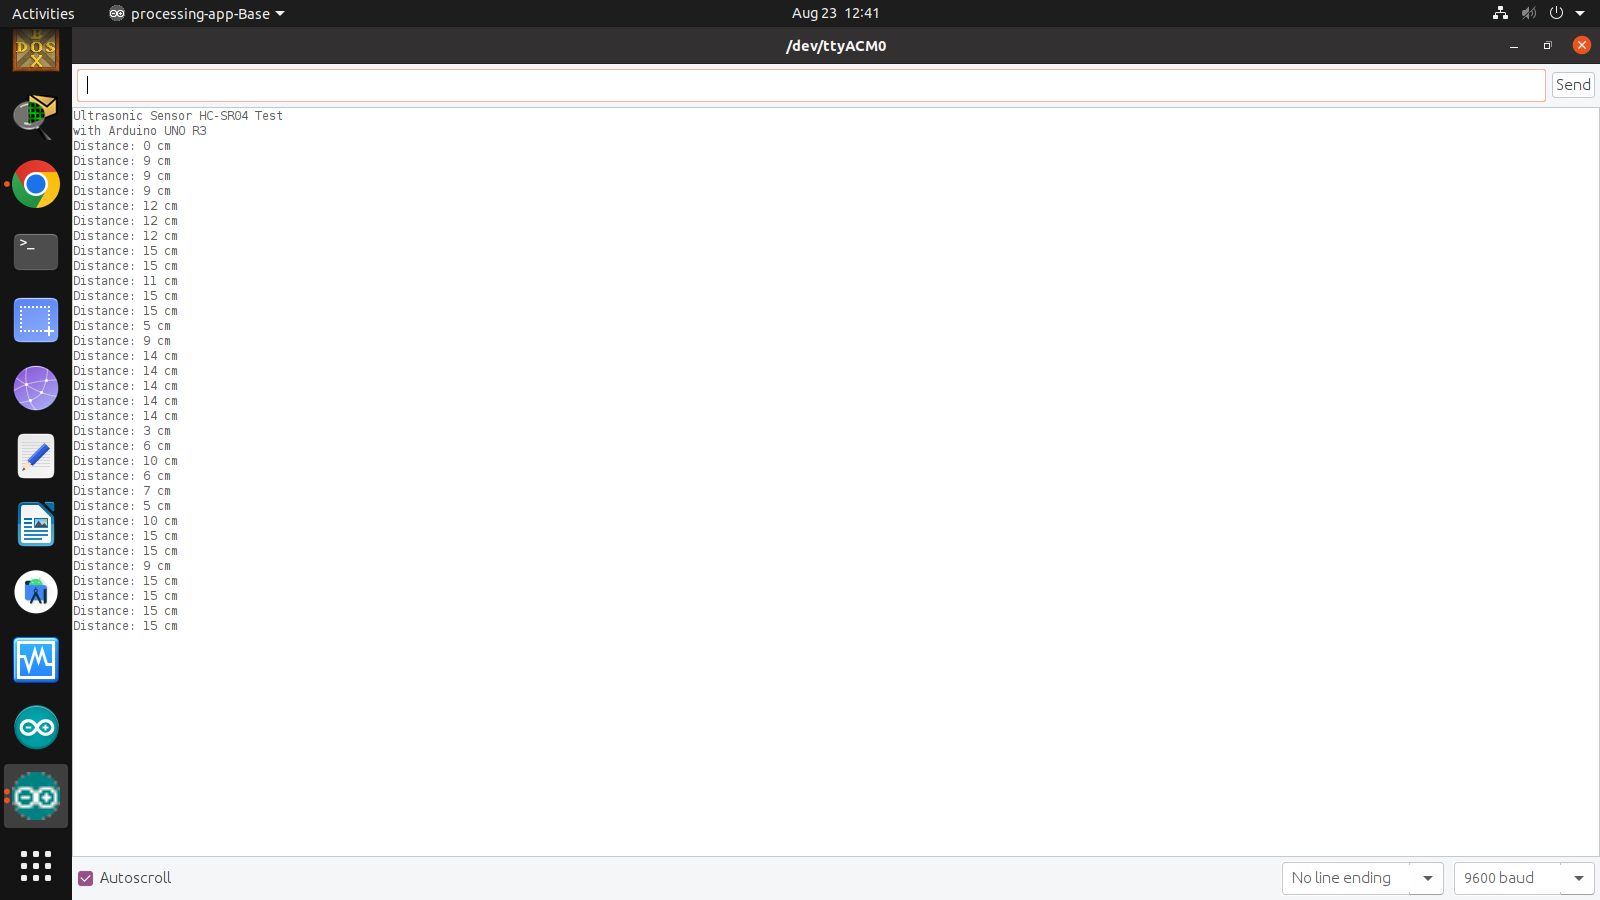 Activities
processing-app-Base
Aug 23 12:41
/dev/ttyACM0
Send
Ultrasonic Sensor HC-SR04 Test
with Arduino UNO R3
Distance: 0 cm
Distance: 9 cm
Distance: 9 cm
Distance: 9 cm
Distance: 12 cm
Distance: 12 cm
Distance: 12 cm
Distance: 15 cm
Distance: 15 cm
Distance: 11 cm
Distance: 15 cm
Distance: 15 cm
Distance: 5 cm
Distance: 9 cm
Distance: 14 cm
Distance: 14 cm
Distance: 14 cm
Distance: 14 cm
Distance: 14 cm
Distance: 3 cm
Distance: 6 cm
Distance: 10 cm
Distance: 6 cm
Distance: 7 cm
Distance: 5 cm
Distance: 10 cm
Distance: 15 cm
Distance: 15 cm
Distance: 9 cm
Distance: 15 cm
Distance: 15 cm
Distance: 15 cm
Distance: 15 cm
Autoscroll
No line ending
9600 baud
DOS
X
>_